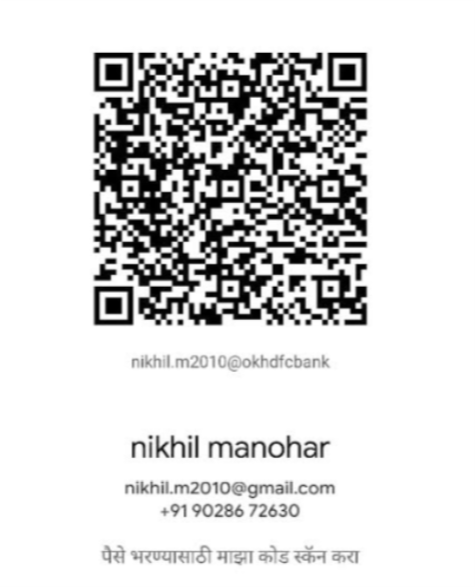 nikhil.m2010@okhdfcbank
nikhil manohar
nikhil.m2010@gmail.com
+91 90286 72630
पैसे भरण्यासाठी माझा कोड स्कॅन करा